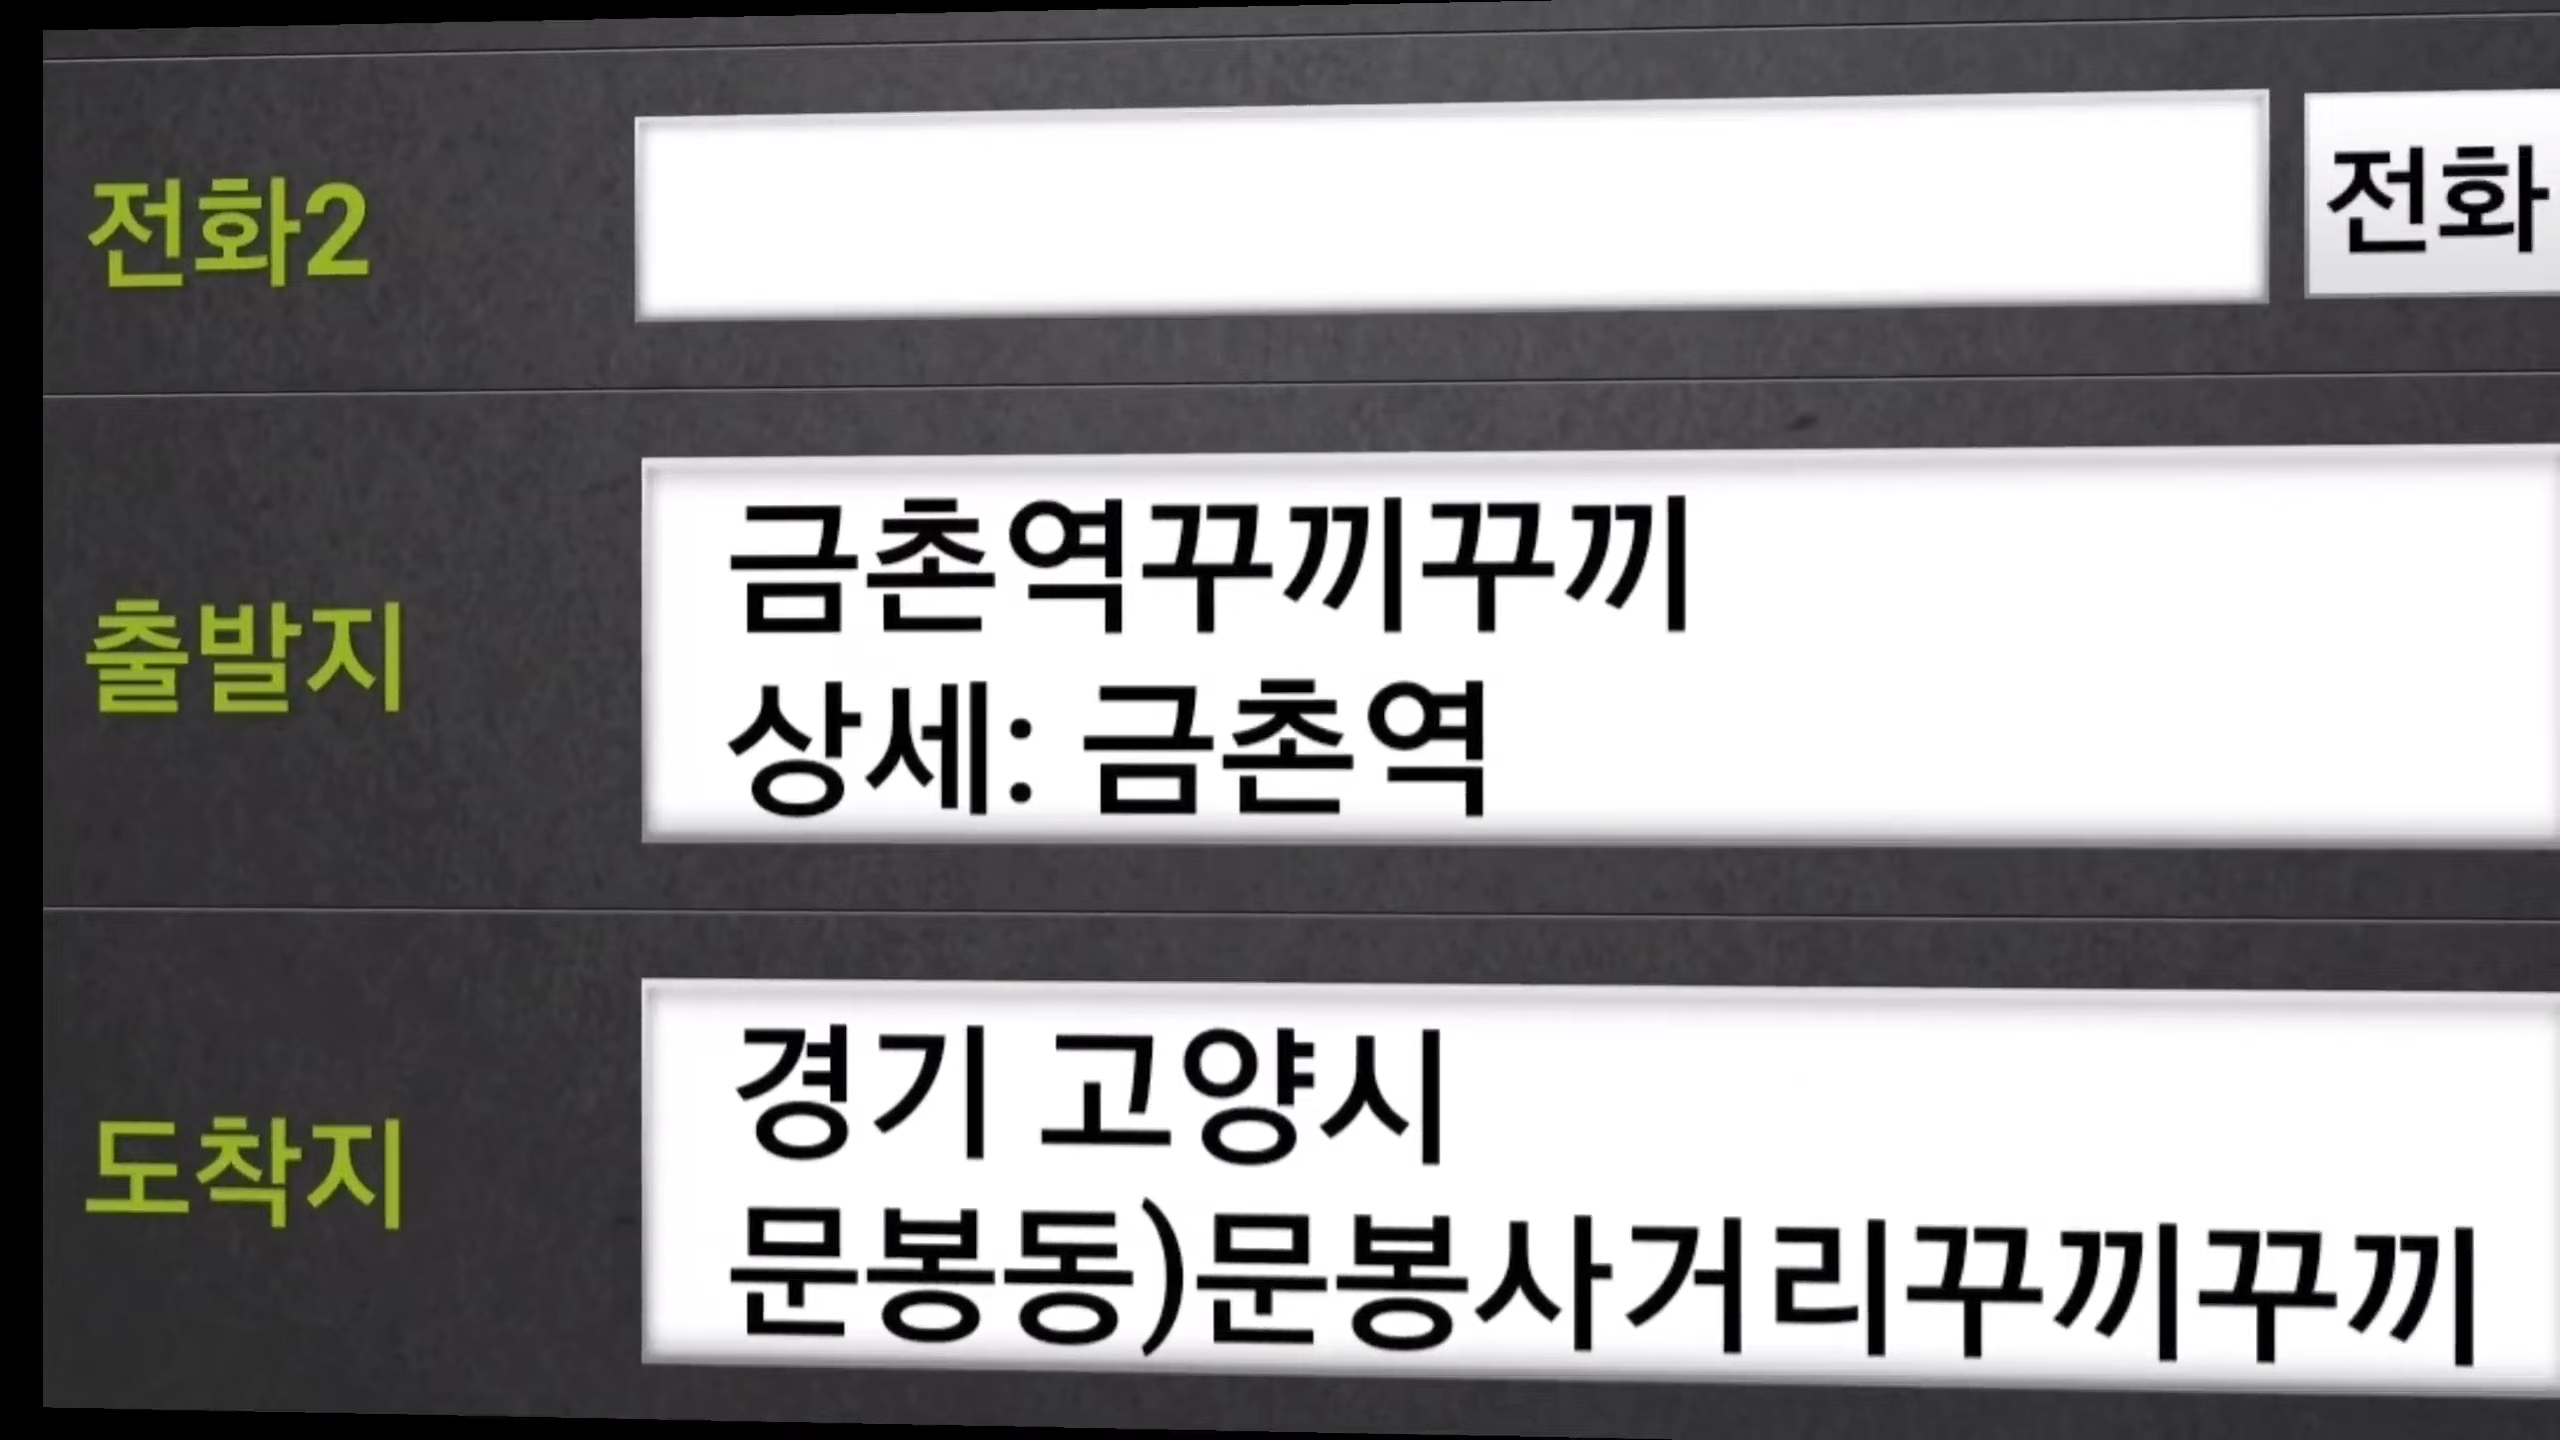 전화2
전화
출발지
금촌역꾸끼꾸끼
상세: 금촌역
도착지
경기 고양시
문봉동)문봉사거리꾸끼꾸끼